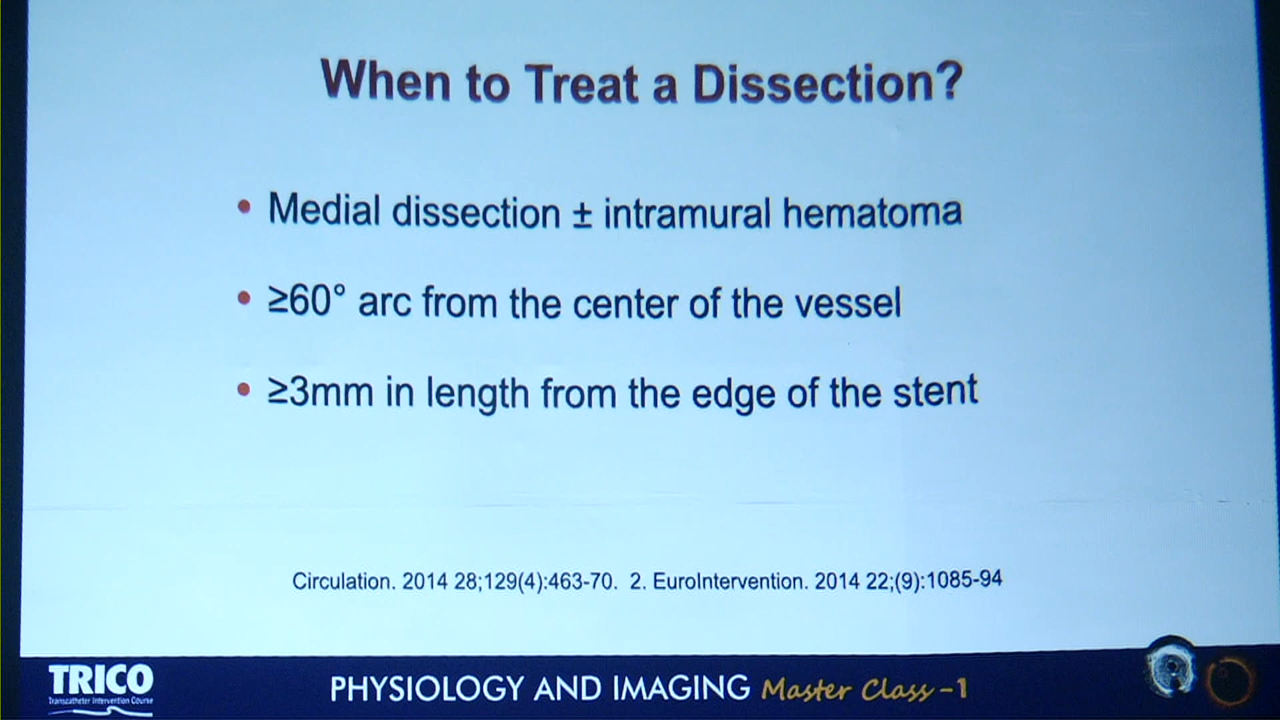 When to Treat a Dissection?
• Medial dissection ± intramural hematoma
• ≥60° arc from the center of the vessel
• ≥3mm in length from the edge of the stent
Circulation. 2014 28;129(4):463-70. 2. EuroIntervention. 2014 22;(9):1085-94
TRICO
Transcatheter Intervention Course
PHYSIOLOGY AND IMAGING Master Class -1